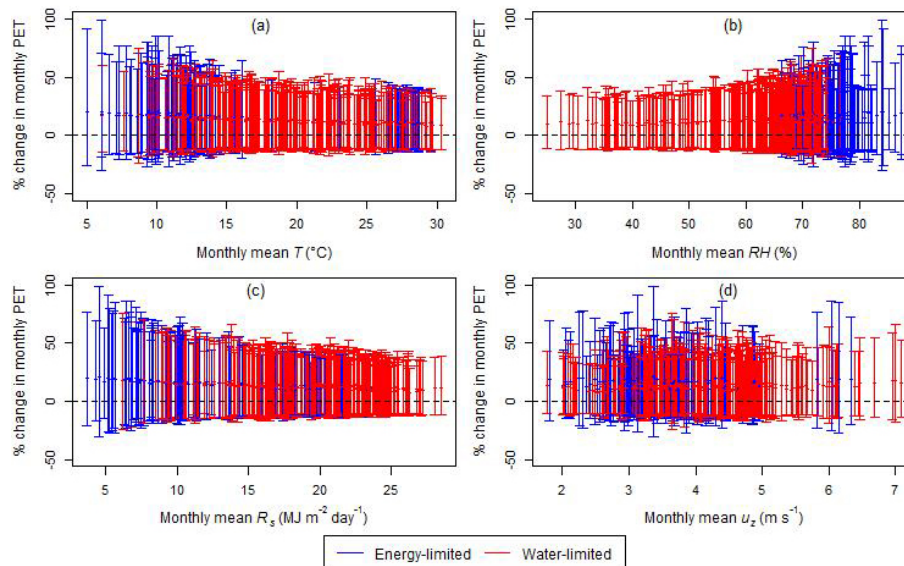 (a)
% change in monthly PET
100
50
0
-50
5 10 15 20 25 30
Monthly mean T (°C)
(b)
% change in monthly PET
100
50
0
-50
30 40 50 60 70 80
Monthly mean RH (%)
(c)
% change in monthly PET
100
50
0
-50
5 10 15 20 25
Monthly mean Rs (MJ m⁻² day⁻¹)
(d)
% change in monthly PET
100
50
0
-50
2 3 4 5 6 7
Monthly mean uz (m s⁻¹)
Energy-limited Water-limited